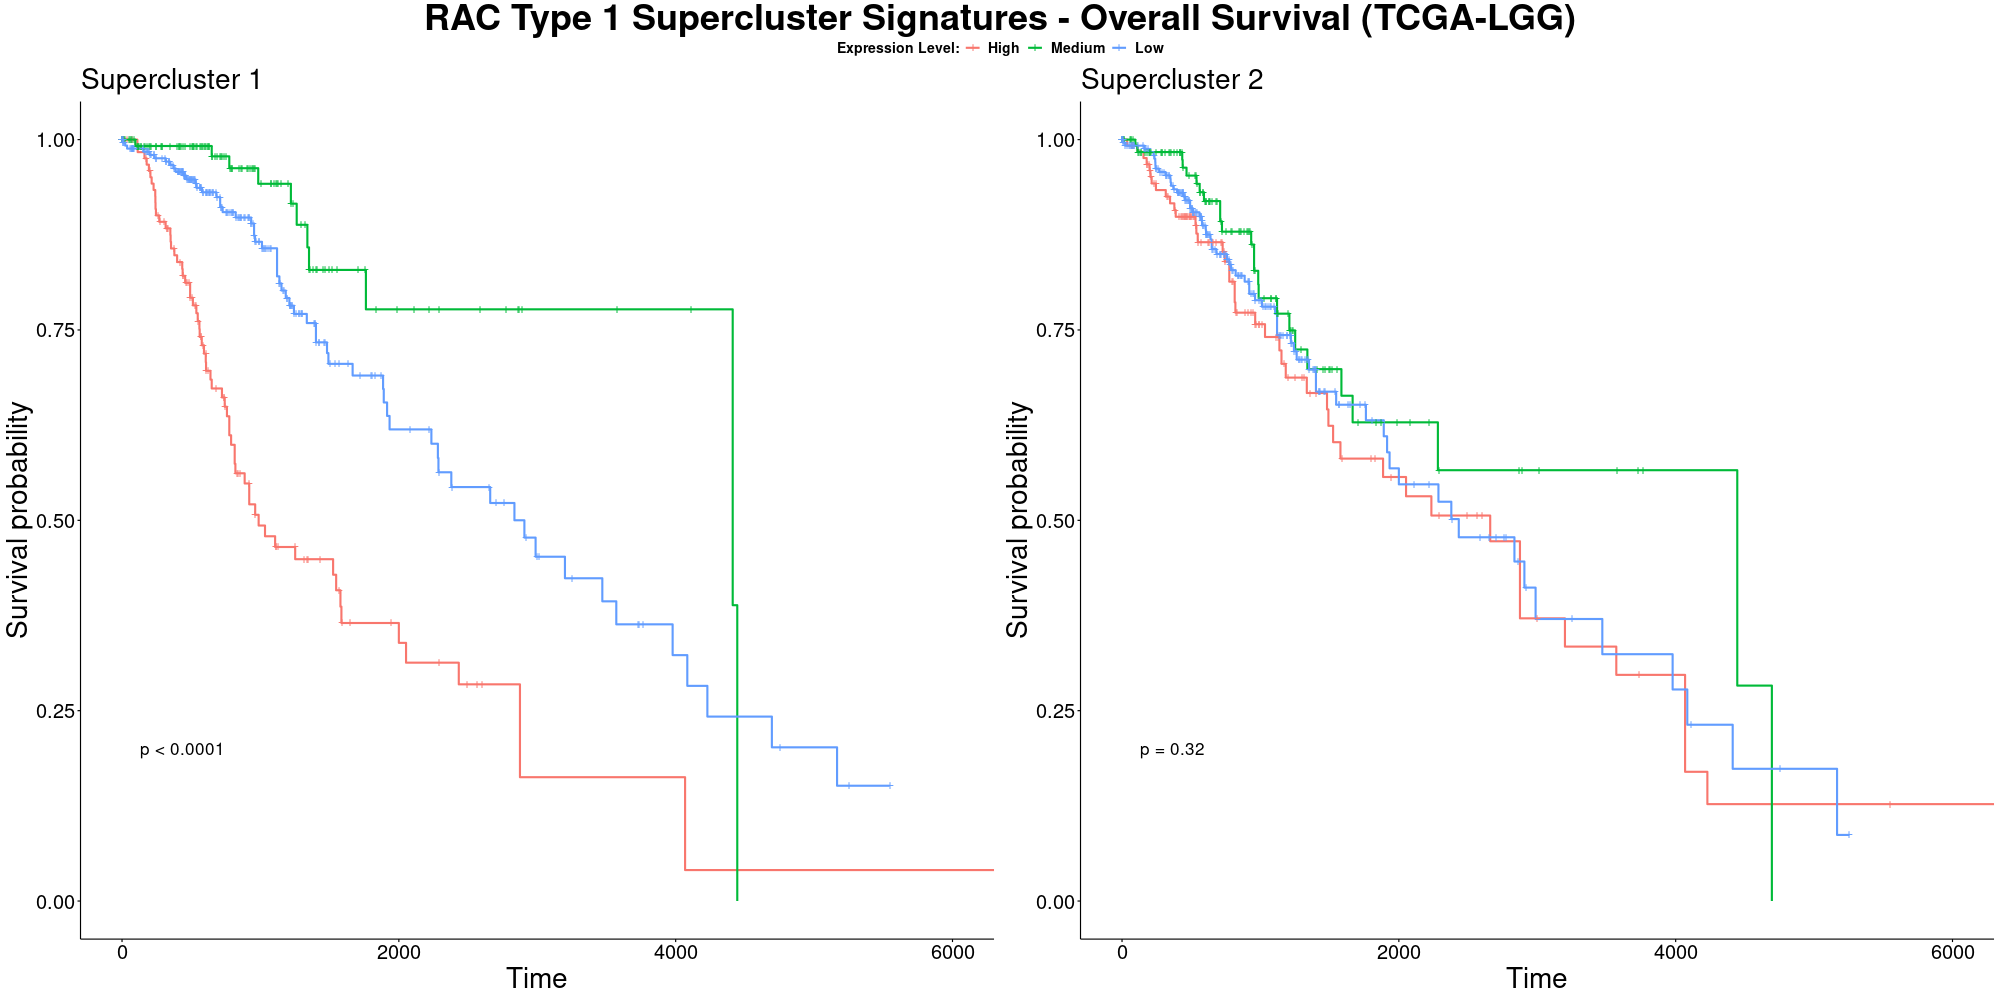 RAC Type 1 Supercluster Signatures - Overall Survival (TCGA-LGG)
Expression Level: High Medium Low
Supercluster 1
Survival probability
1.00
0.75
0.50
0.25
0.00
p < 0.0001
0 2000 4000 6000
Time
Supercluster 2
Survival probability
1.00
0.75
0.50
0.25
0.00
p = 0.32
0 2000 4000 6000
Time